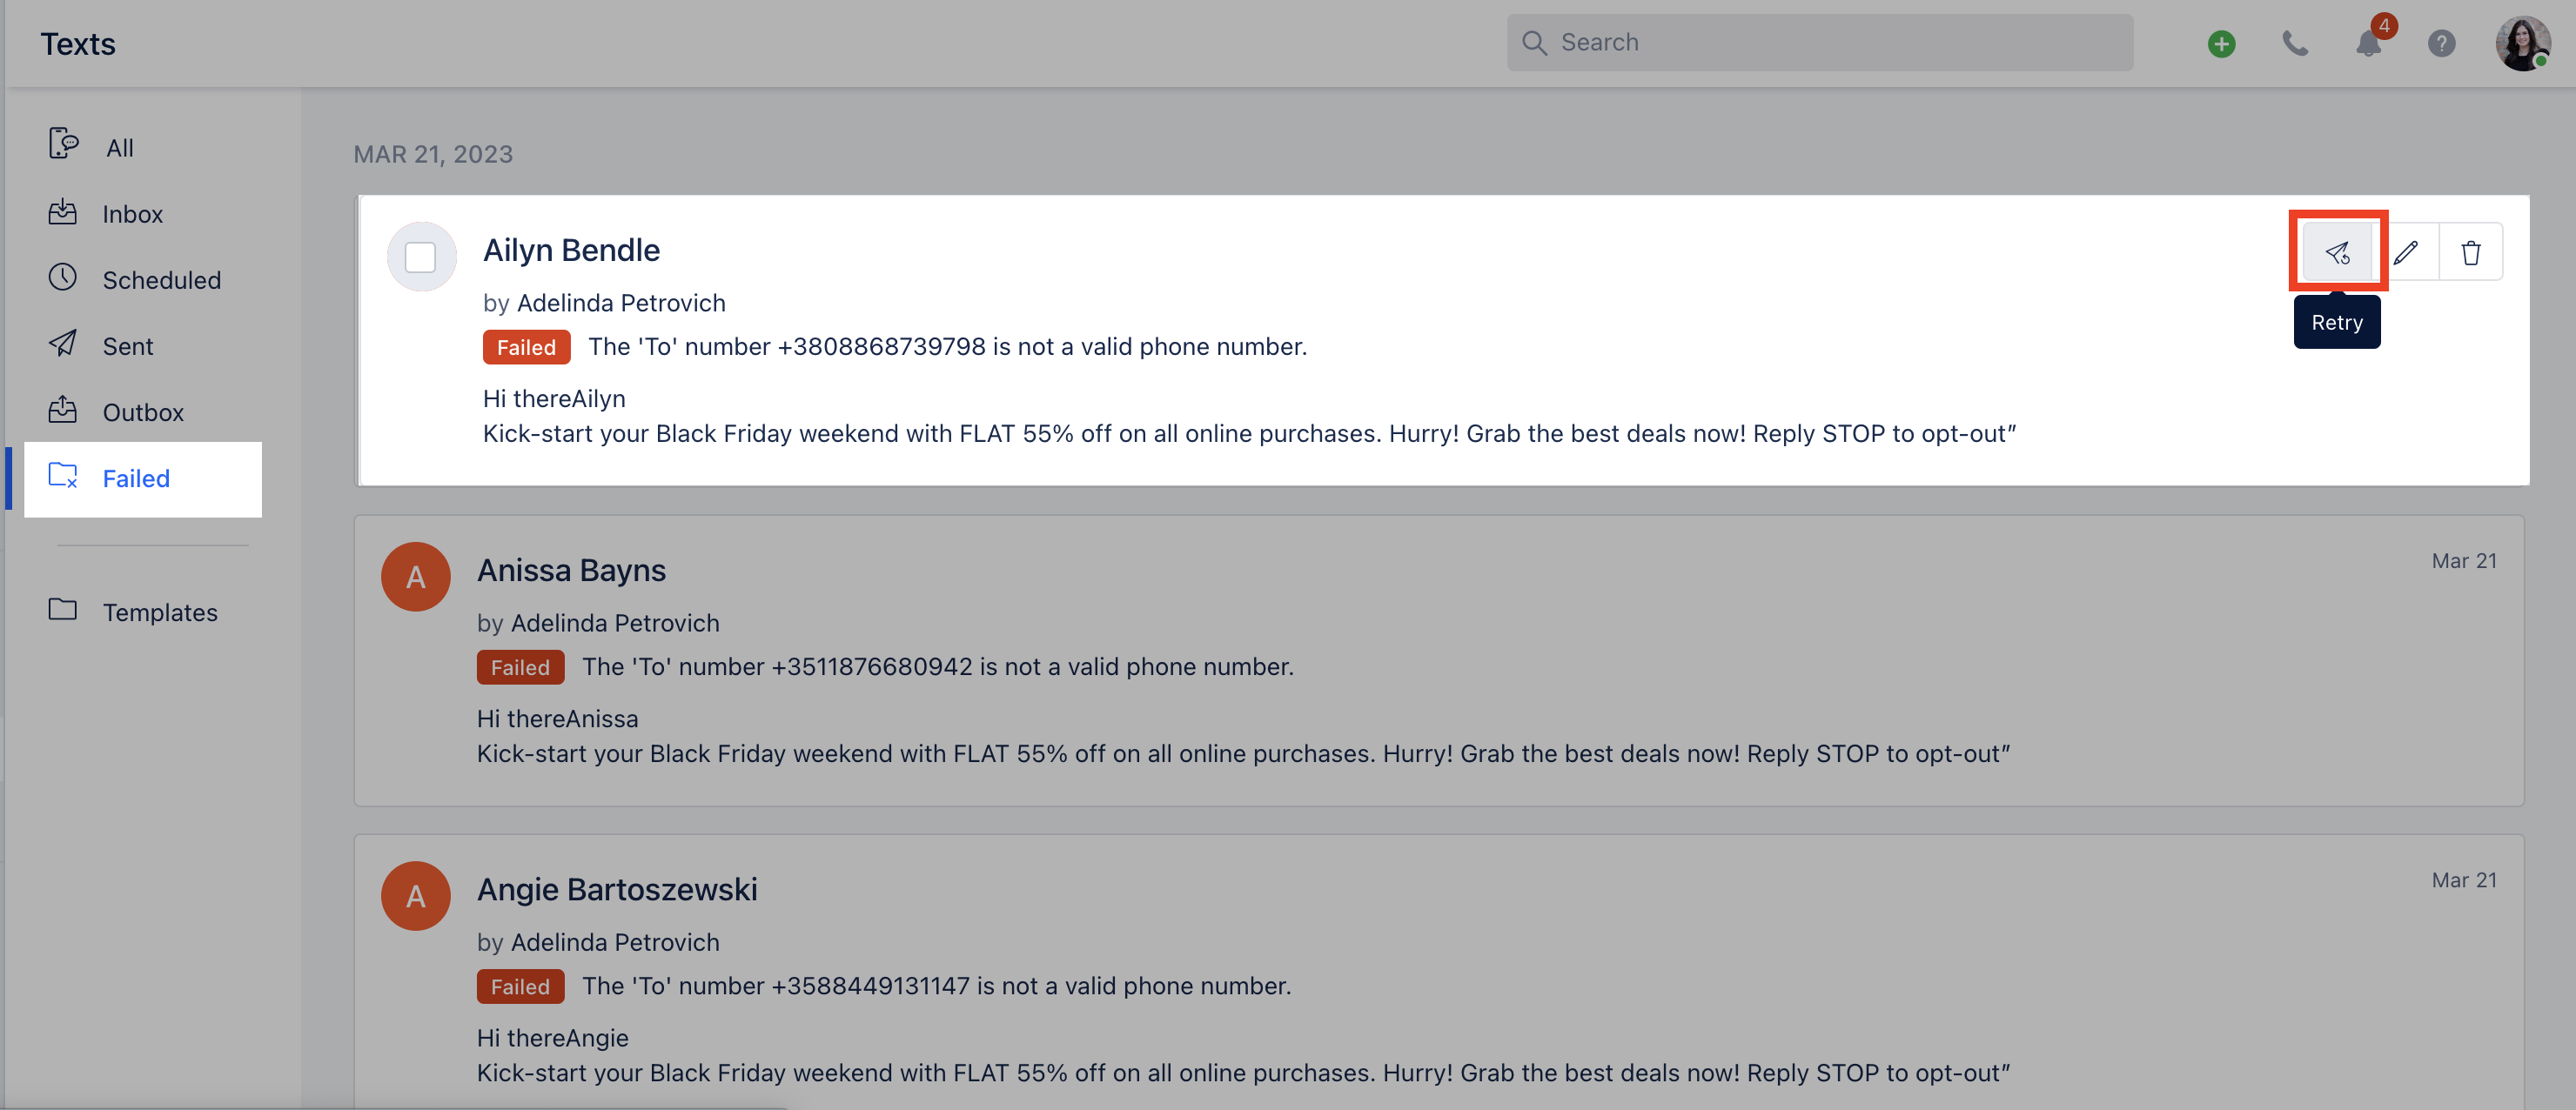 Texts
Search
4
?
All
Inbox
Scheduled
Sent
Outbox
Failed
Templates
MAR 21, 2023
Ailyn Bendle
by Adelinda Petrovich
Failed The 'To' number +3808868739798 is not a valid phone number.
Hi thereAilyn
Kick-start your Black Friday weekend with FLAT 55% off on all online purchases. Hurry! Grab the best deals now! Reply STOP to opt-out”
Retry
A
Anissa Bayns
Mar 21
by Adelinda Petrovich
Failed The 'To' number +3511876680942 is not a valid phone number.
Hi thereAnissa
Kick-start your Black Friday weekend with FLAT 55% off on all online purchases. Hurry! Grab the best deals now! Reply STOP to opt-out”
A
Angie Bartoszewski
Mar 21
by Adelinda Petrovich
Failed The 'To' number +3588449131147 is not a valid phone number.
Hi thereAngie
Kick-start your Black Friday weekend with FLAT 55% off on all online purchases. Hurry! Grab the best deals now! Reply STOP to opt-out”